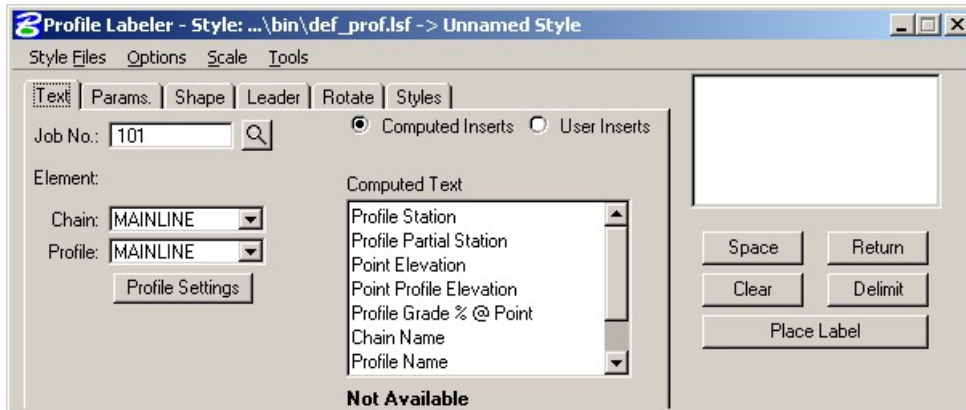 Profile Labeler - Style: ...\bin\def_prof.lsf -> Unnamed Style
Style Files Options Scale Tools
Text Params. Shape Leader Rotate Styles
Job No.: 101
Computed Inserts User Inserts
Element:
Computed Text
Chain: MAINLINE
Profile: MAINLINE
Profile Settings
Profile Station
Profile Partial Station
Point Elevation
Point Profile Elevation
Profile Grade % @ Point
Chain Name
Profile Name
Not Available
Space Return
Clear Delimit
Place Label